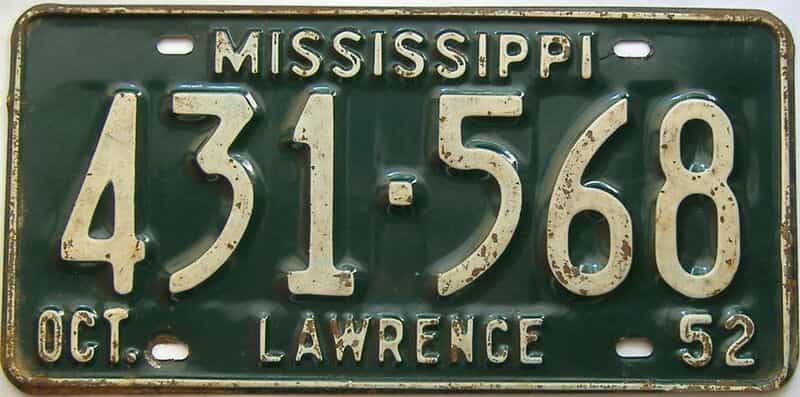 MISSISSIPPI
431·568
OCT. LAWRENCE 52